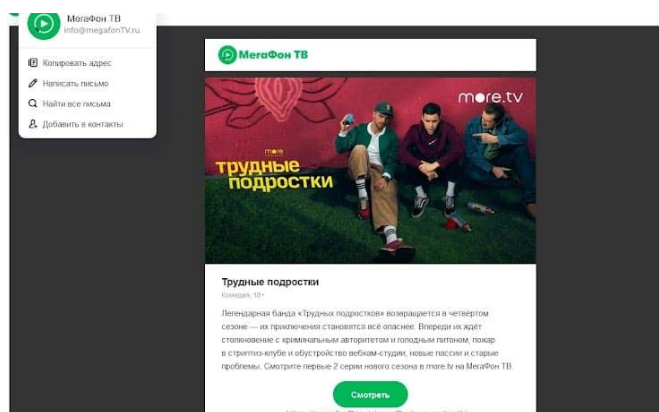 МегаФон ТВ
info@megafonTV.ru
Копировать адрес
Написать письмо
Найти все письма
Добавить в контакты
МегаФон ТВ
more.tv
more
трудные
подростки
Трудные подростки
Комедия, 18+
Легендарная банда «Трудных подростков» возвращается в четвёртом
сезоне — их приключения становятся всё опаснее. Впереди их ждёт
столкновение с криминальным авторитетом и голодным питоном, пожар
в стриптиз-клубе и обустройство вебкам-студии, новые пассии и старые
проблемы. Смотрите первые 2 серии нового сезона в more.tv на МегаФон ТВ.
Смотреть